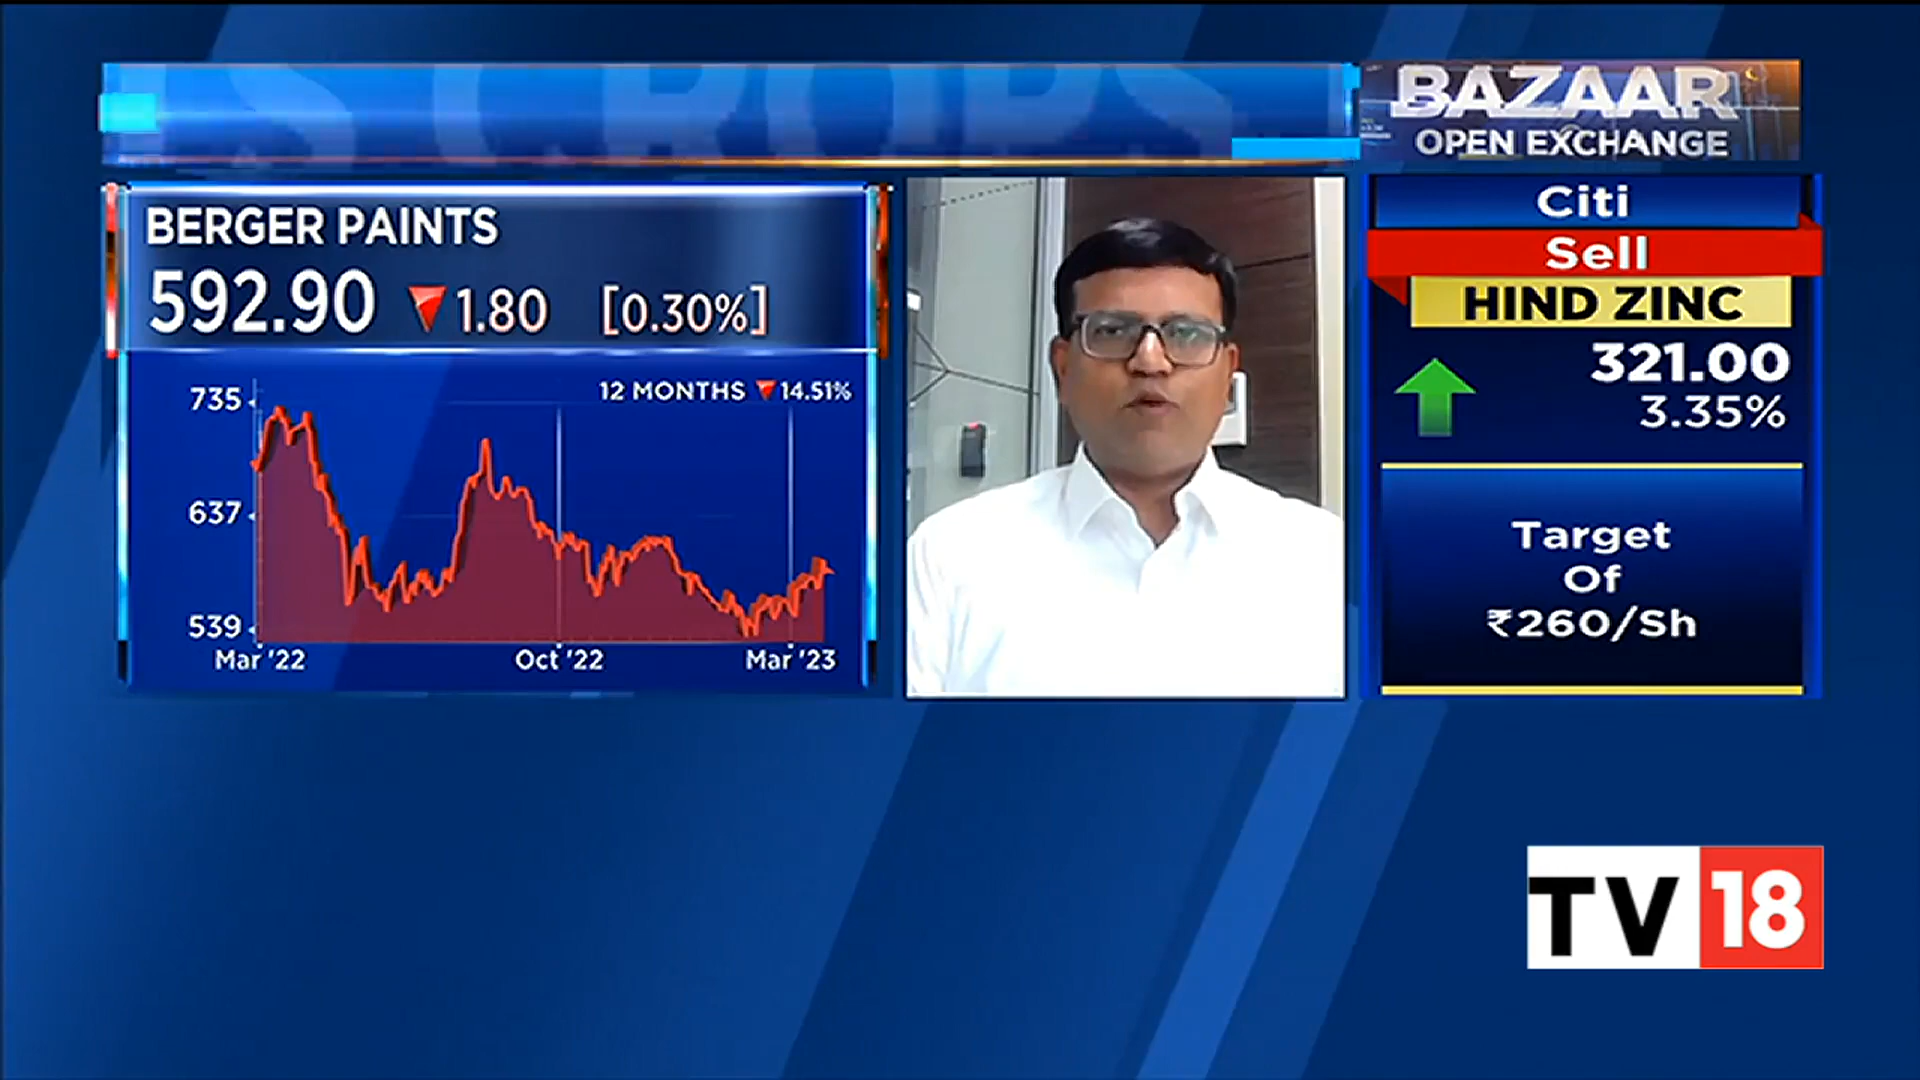 S CROPS
BAZAAR
OPEN EXCHANGE
BERGER PAINTS
592.90 ▼1.80 [0.30%]
12 MONTHS ▼14.51%
735
637
539
Mar '22 Oct '22 Mar '23
Citi
Sell
HIND ZINC
321.00
3.35%
Target
Of
₹260/Sh
TV18